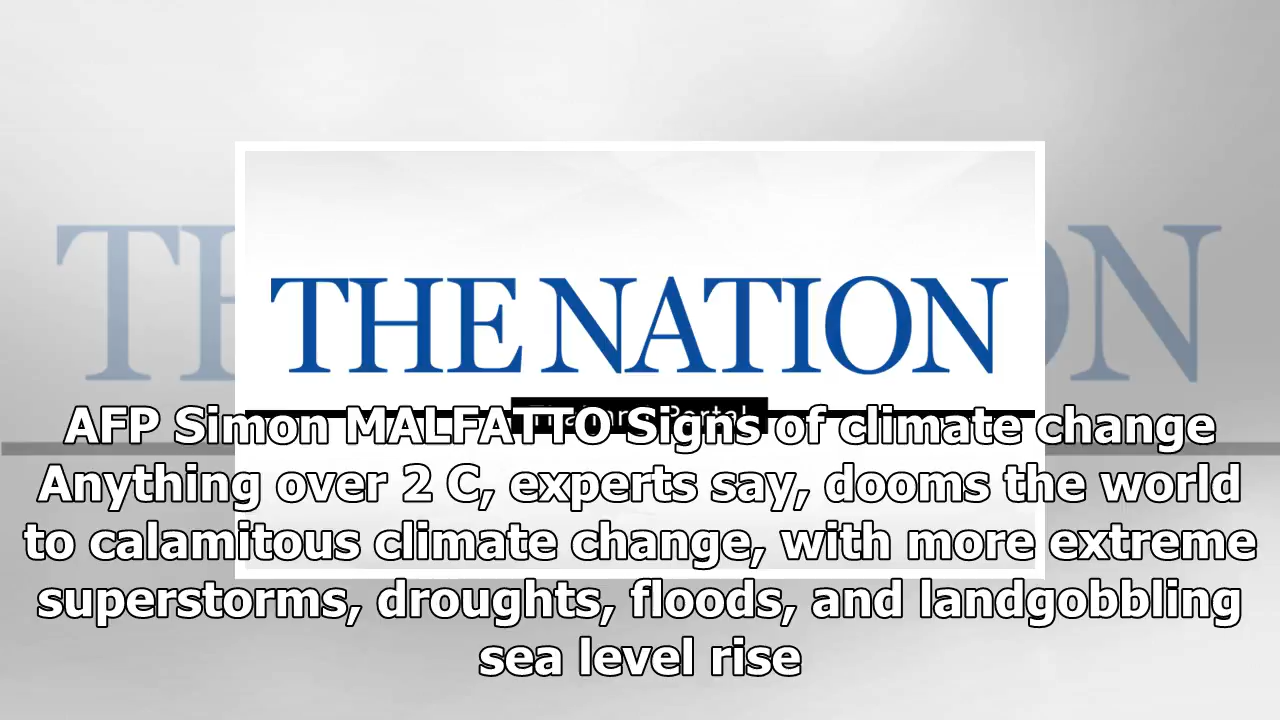 THE NATION
AFP Simon MALFATTO Signs of climate change
Anything over 2 C, experts say, dooms the world
to calamitous climate change, with more extreme
superstorms, droughts, floods, and landgobbling
sea level rise